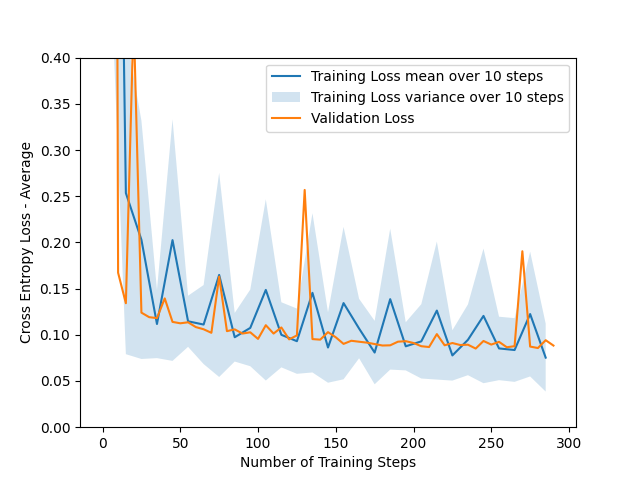 0.40
0.35
0.30
0.25
0.20
0.15
0.10
0.05
0.00
Cross Entropy Loss - Average
Training Loss mean over 10 steps
Training Loss variance over 10 steps
Validation Loss
0 50 100 150 200 250 300
Number of Training Steps